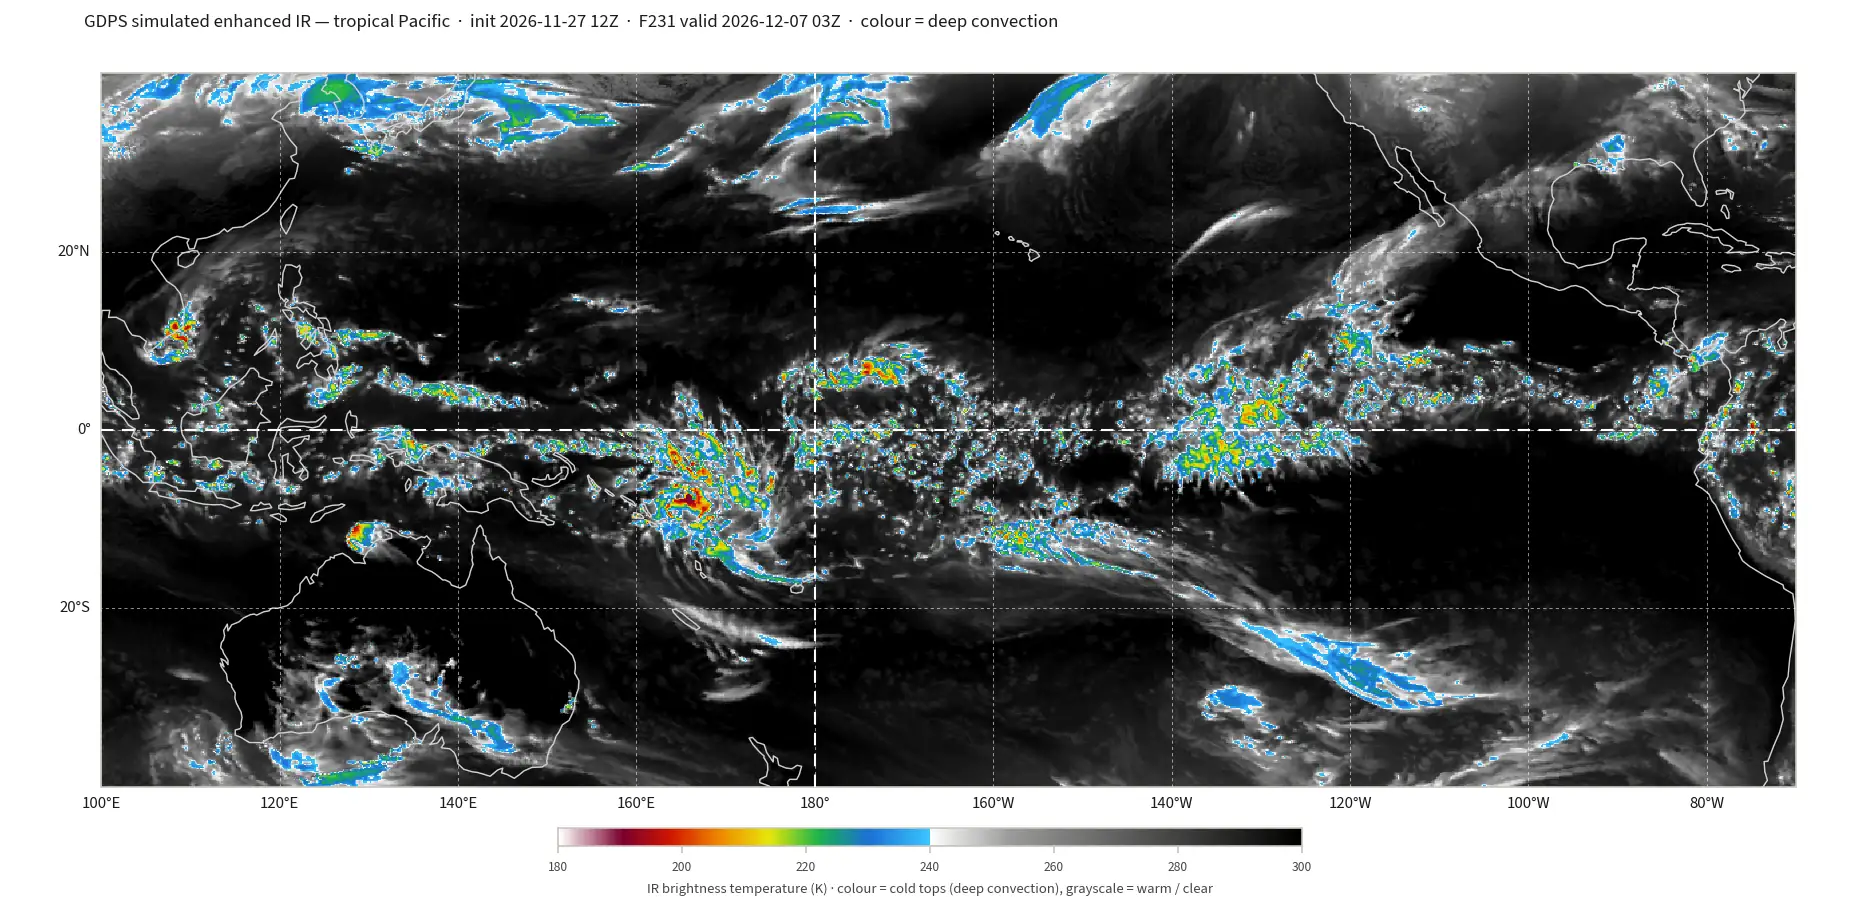 GDPS simulated enhanced IR — tropical Pacific · init 2026-11-27 12Z · F231 valid 2026-12-07 03Z · colour = deep convection
20°N
0°
20°S
100°E 120°E 140°E 160°E 180° 160°W 140°W 120°W 100°W 80°W
180 200 220 240 260 280 300
IR brightness temperature (K) · colour = cold tops (deep convection), grayscale = warm / clear